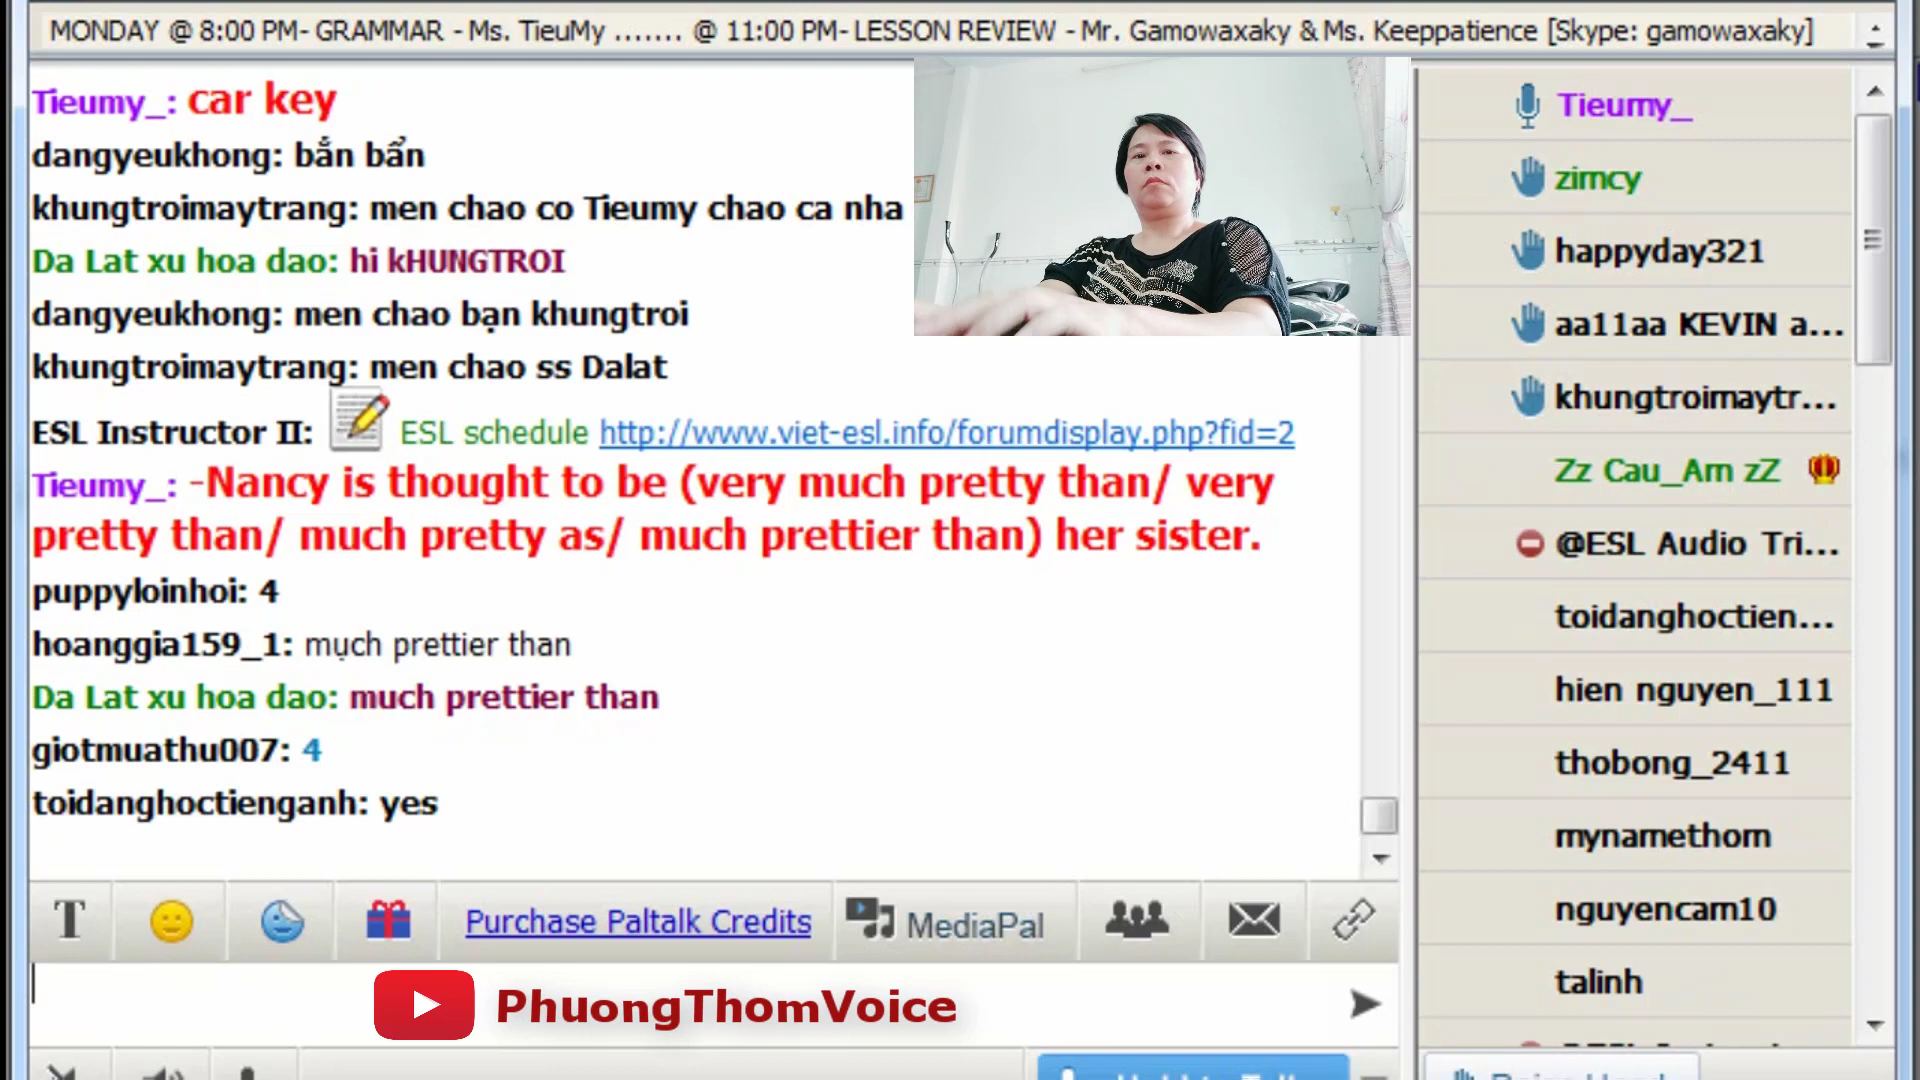 MONDAY @ 8:00 PM- GRAMMAR - Ms. TieuMy ....... @ 11:00 PM- LESSON REVIEW - Mr. Gamowaxaky & Ms. Keeppatience [Skype: gamowaxaky]
Tieumy_: car key
dangyeukhong: bắn bẩn
khungtroimaytrang: men chao co Tieumy chao ca nha
Da Lat xu hoa dao: hi kHUNGTROI
dangyeukhong: men chao bạn khungtroi
khungtroimaytrang: men chao ss Dalat
ESL Instructor II: ESL schedule http://www.viet-esl.info/forumdisplay.php?fid=2
Tieumy_: -Nancy is thought to be (very much pretty than/ very
pretty than/ much pretty as/ much prettier than) her sister.
puppyloinhoi: 4
hoanggia159_1: mụch prettier than
Da Lat xu hoa dao: much prettier than
giotmuathu007: 4
toidanghoctienganh: yes
T
Purchase Paltalk Credits
MediaPal
PhuongThomVoice
Tieumy_
zimcy
happyday321
aa11aa KEVIN a...
khungtroimaytr...
Zz Cau_Am zZ
@ESL Audio Tri...
toidanghoctien...
hien nguyen_111
thobong_2411
mynamethom
nguyencam10
talinh